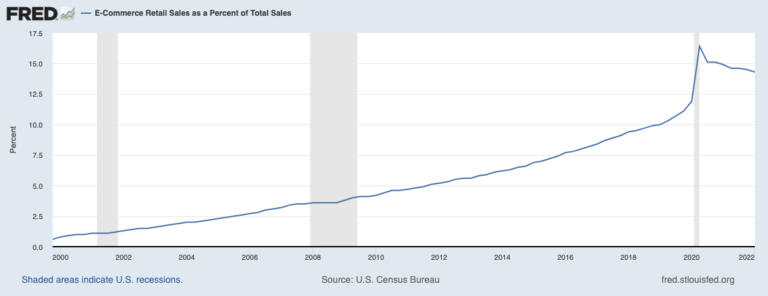 FRED
E-Commerce Retail Sales as a Percent of Total Sales
17.5
15.0
12.5
10.0
7.5
5.0
2.5
0.0
Percent
2000 2002 2004 2006 2008 2010 2012 2014 2016 2018 2020 2022
Shaded areas indicate U.S. recessions. Source: U.S. Census Bureau fred.stlouisfed.org